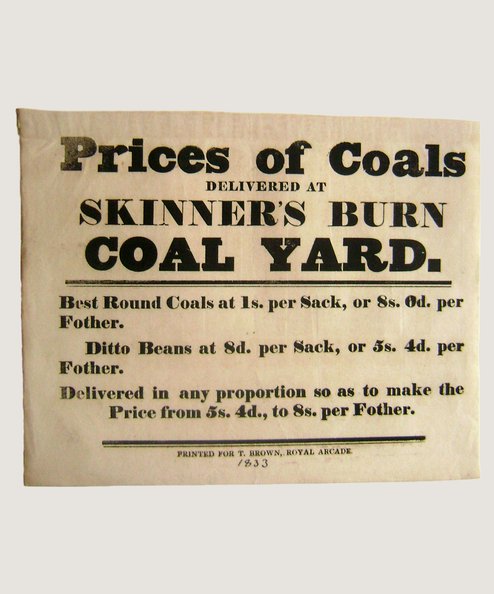 Prices of Coals
DELIVERED AT
SKINNER'S BURN
COAL YARD.
Best Round Coals at 1s. per Sack, or 8s. 0d. per
Fother.
Ditto Beans at 8d. per Sack, or 5s. 4d. per
Fother.
Delivered in any proportion so as to make the
Price from 5s. 4d., to 8s. per Fother.
PRINTED FOR T. BROWN, ROYAL ARCADE.
1833